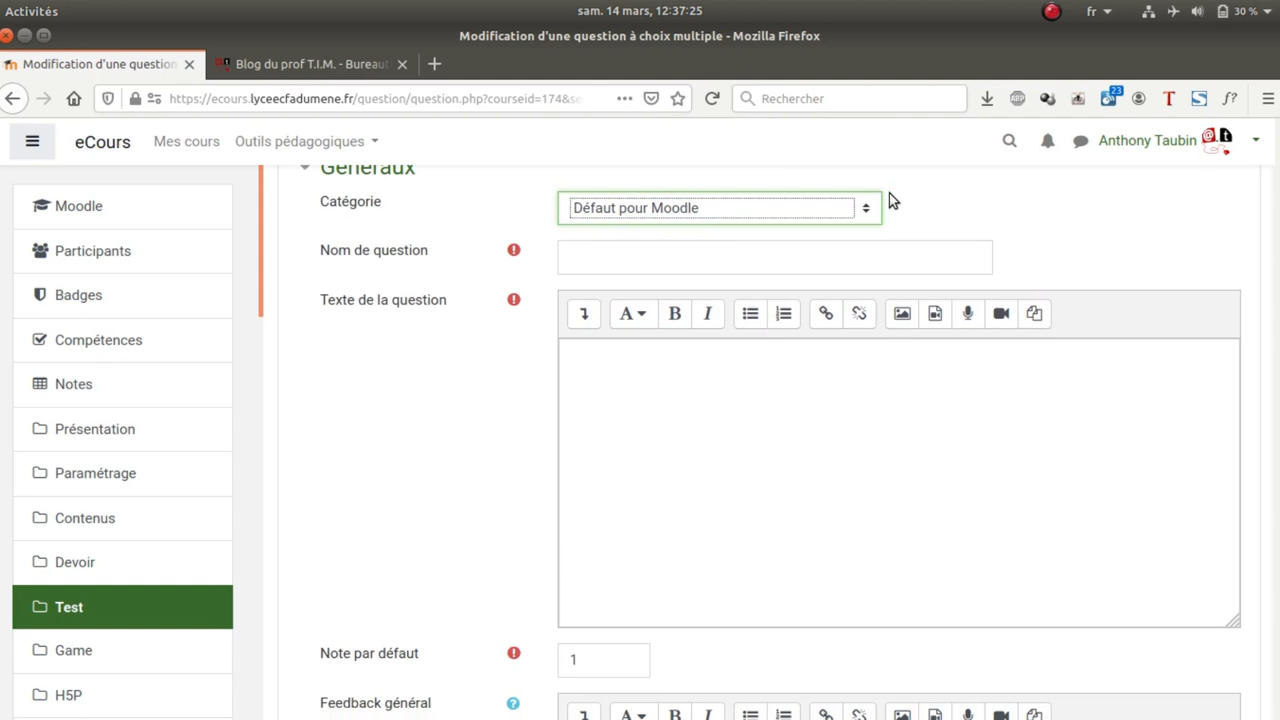 Activités
sam. 14 mars, 12:37:25
fr
30 %
Modification d'une question à choix multiple - Mozilla Firefox
Modification d'une question
Blog du prof T.I.M. - Bureaut
https://ecours.lyceecfadumene.fr/question/question.php?courseid=174&se
Rechercher
ABP
23
T
S
f?
eCours
Mes cours
Outils pédagogiques
Anthony Taubin
Généraux
Moodle
Participants
Badges
Compétences
Notes
Présentation
Paramétrage
Contenus
Devoir
Test
Game
H5P
Catégorie
Défaut pour Moodle
Nom de question
Texte de la question
A
B
I
Note par défaut
1
Feedback général
A
B
I